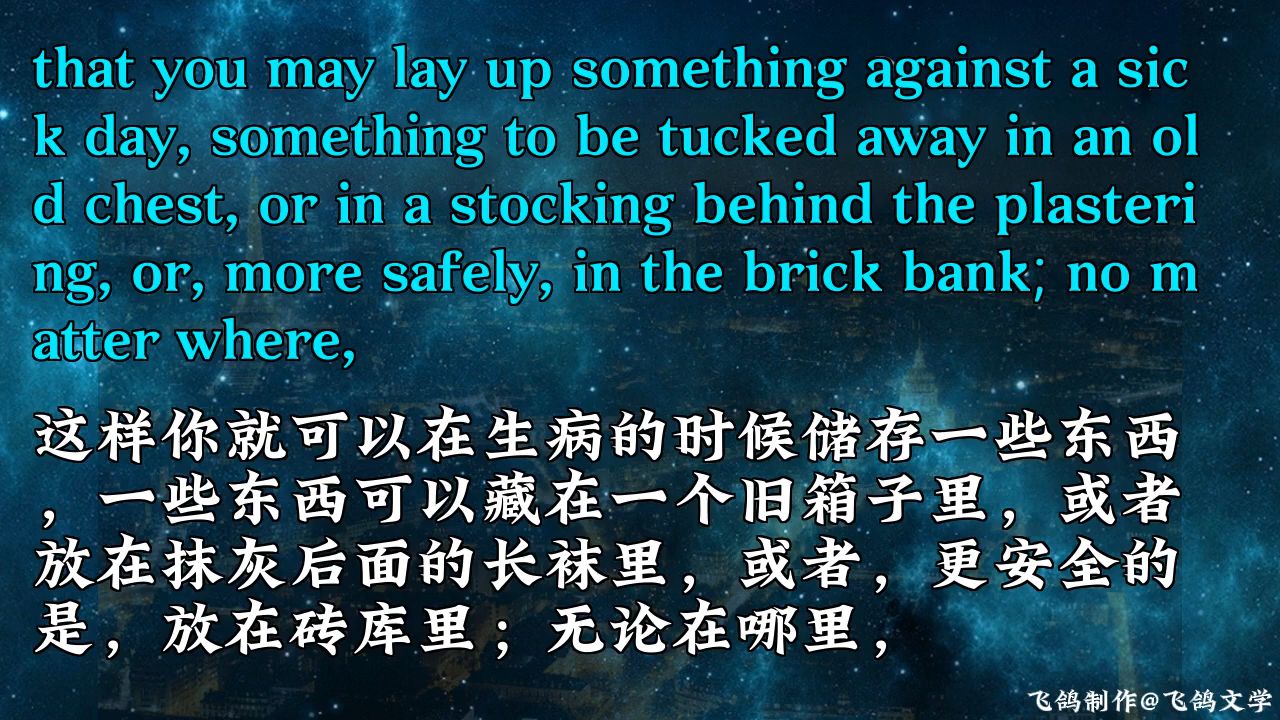 that you may lay up something against a sic
k day, something to be tucked away in an ol
d chest, or in a stocking behind the plasteri
ng, or, more safely, in the brick bank; no m
atter where,
这样你就可以在生病的时候储存一些东西
，一些东西可以藏在一个旧箱子里，或者
放在抹灰后面的长袜里，或者，更安全的
是，放在砖库里；无论在哪里，
飞鸽制作@飞鸽文学